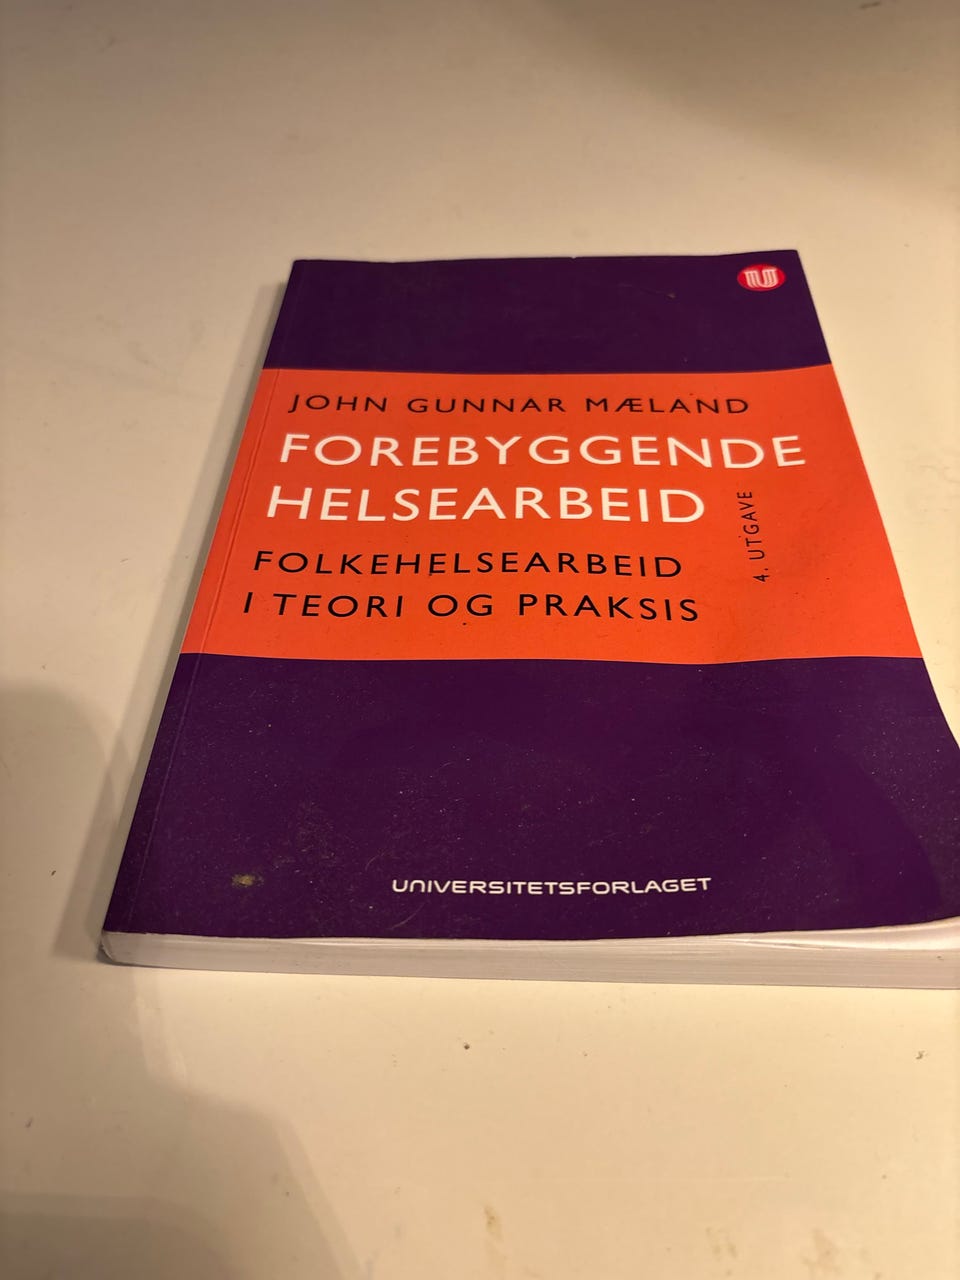 JOHN GUNNAR MÆLAND
FOREBYGGENDE
HELSEARBEID
4. UTGAVE
FOLKEHELSEARBEID
I TEORI OG PRAKSIS
UNIVERSITETSFORLAGET